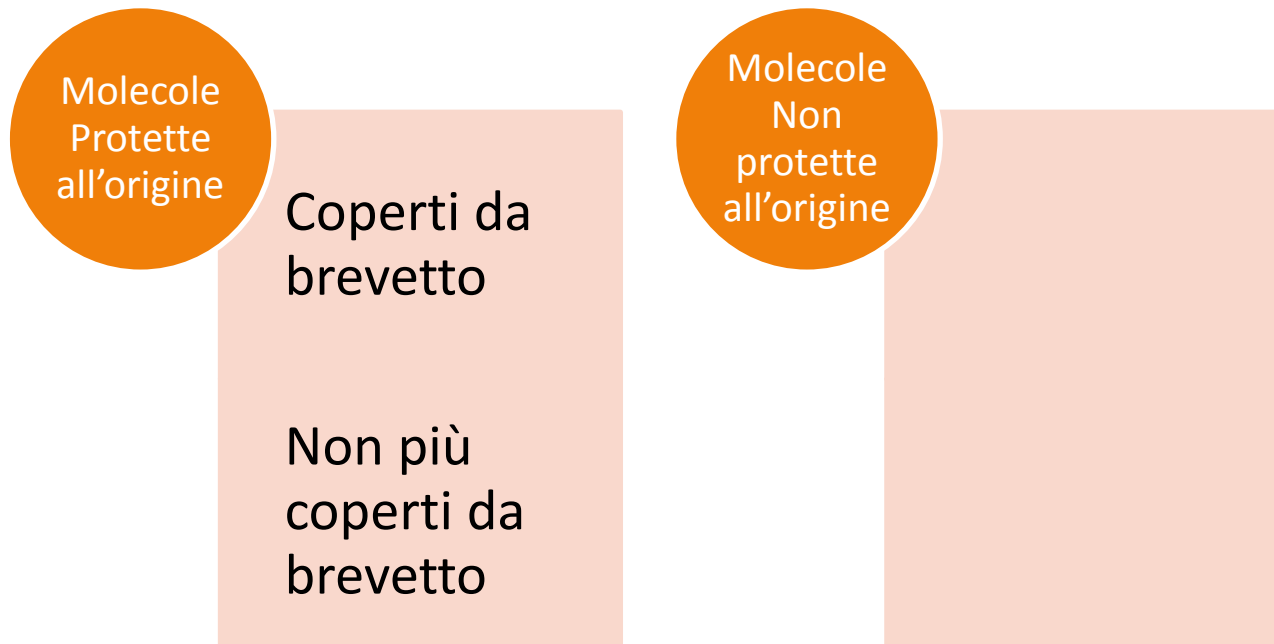 Molecole
Protette
all’origine
Coperti da
brevetto
Non più
coperti da
brevetto
Molecole
Non
protette
all’origine